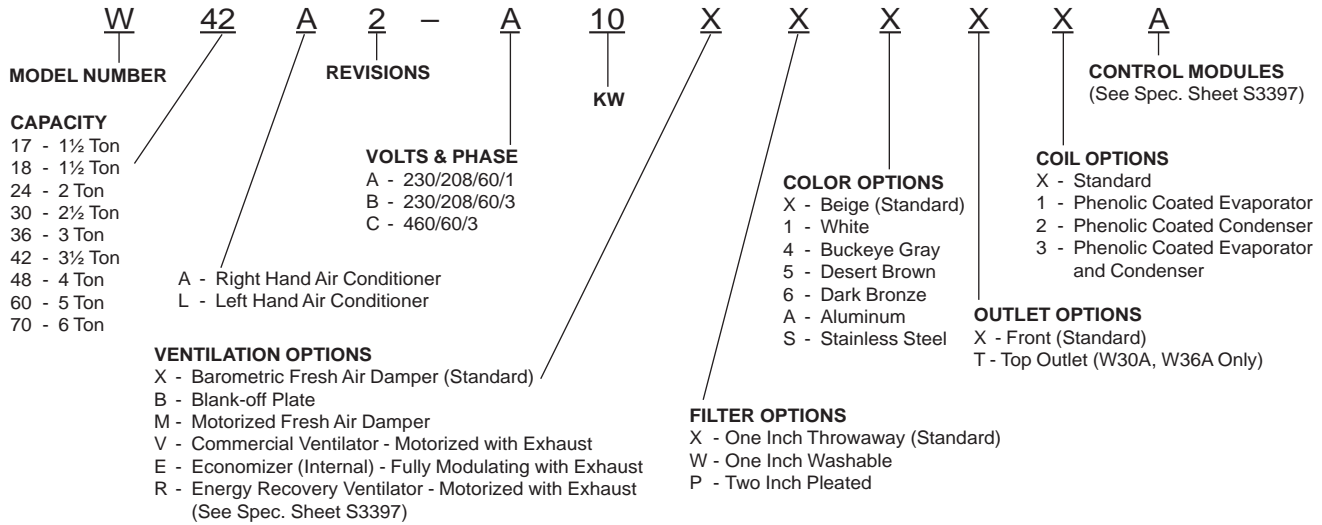 W 42 A 2 – A 10 X X X X X A
MODEL NUMBER
CAPACITY
17 - 1½ Ton
18 - 1½ Ton
24 - 2 Ton
30 - 2½ Ton
36 - 3 Ton
42 - 3½ Ton
48 - 4 Ton
60 - 5 Ton
70 - 6 Ton
A - Right Hand Air Conditioner
L - Left Hand Air Conditioner
REVISIONS
VOLTS & PHASE
A - 230/208/60/1
B - 230/208/60/3
C - 460/60/3
KW
VENTILATION OPTIONS
X - Barometric Fresh Air Damper (Standard)
B - Blank-off Plate
M - Motorized Fresh Air Damper
V - Commercial Ventilator - Motorized with Exhaust
E - Economizer (Internal) - Fully Modulating with Exhaust
R - Energy Recovery Ventilator - Motorized with Exhaust
(See Spec. Sheet S3397)
FILTER OPTIONS
X - One Inch Throwaway (Standard)
W - One Inch Washable
P - Two Inch Pleated
COLOR OPTIONS
X - Beige (Standard)
1 - White
4 - Buckeye Gray
5 - Desert Brown
6 - Dark Bronze
A - Aluminum
S - Stainless Steel
OUTLET OPTIONS
X - Front (Standard)
T - Top Outlet (W30A, W36A Only)
COIL OPTIONS
X - Standard
1 - Phenolic Coated Evaporator
2 - Phenolic Coated Condenser
3 - Phenolic Coated Evaporator
and Condenser
CONTROL MODULES
(See Spec. Sheet S3397)